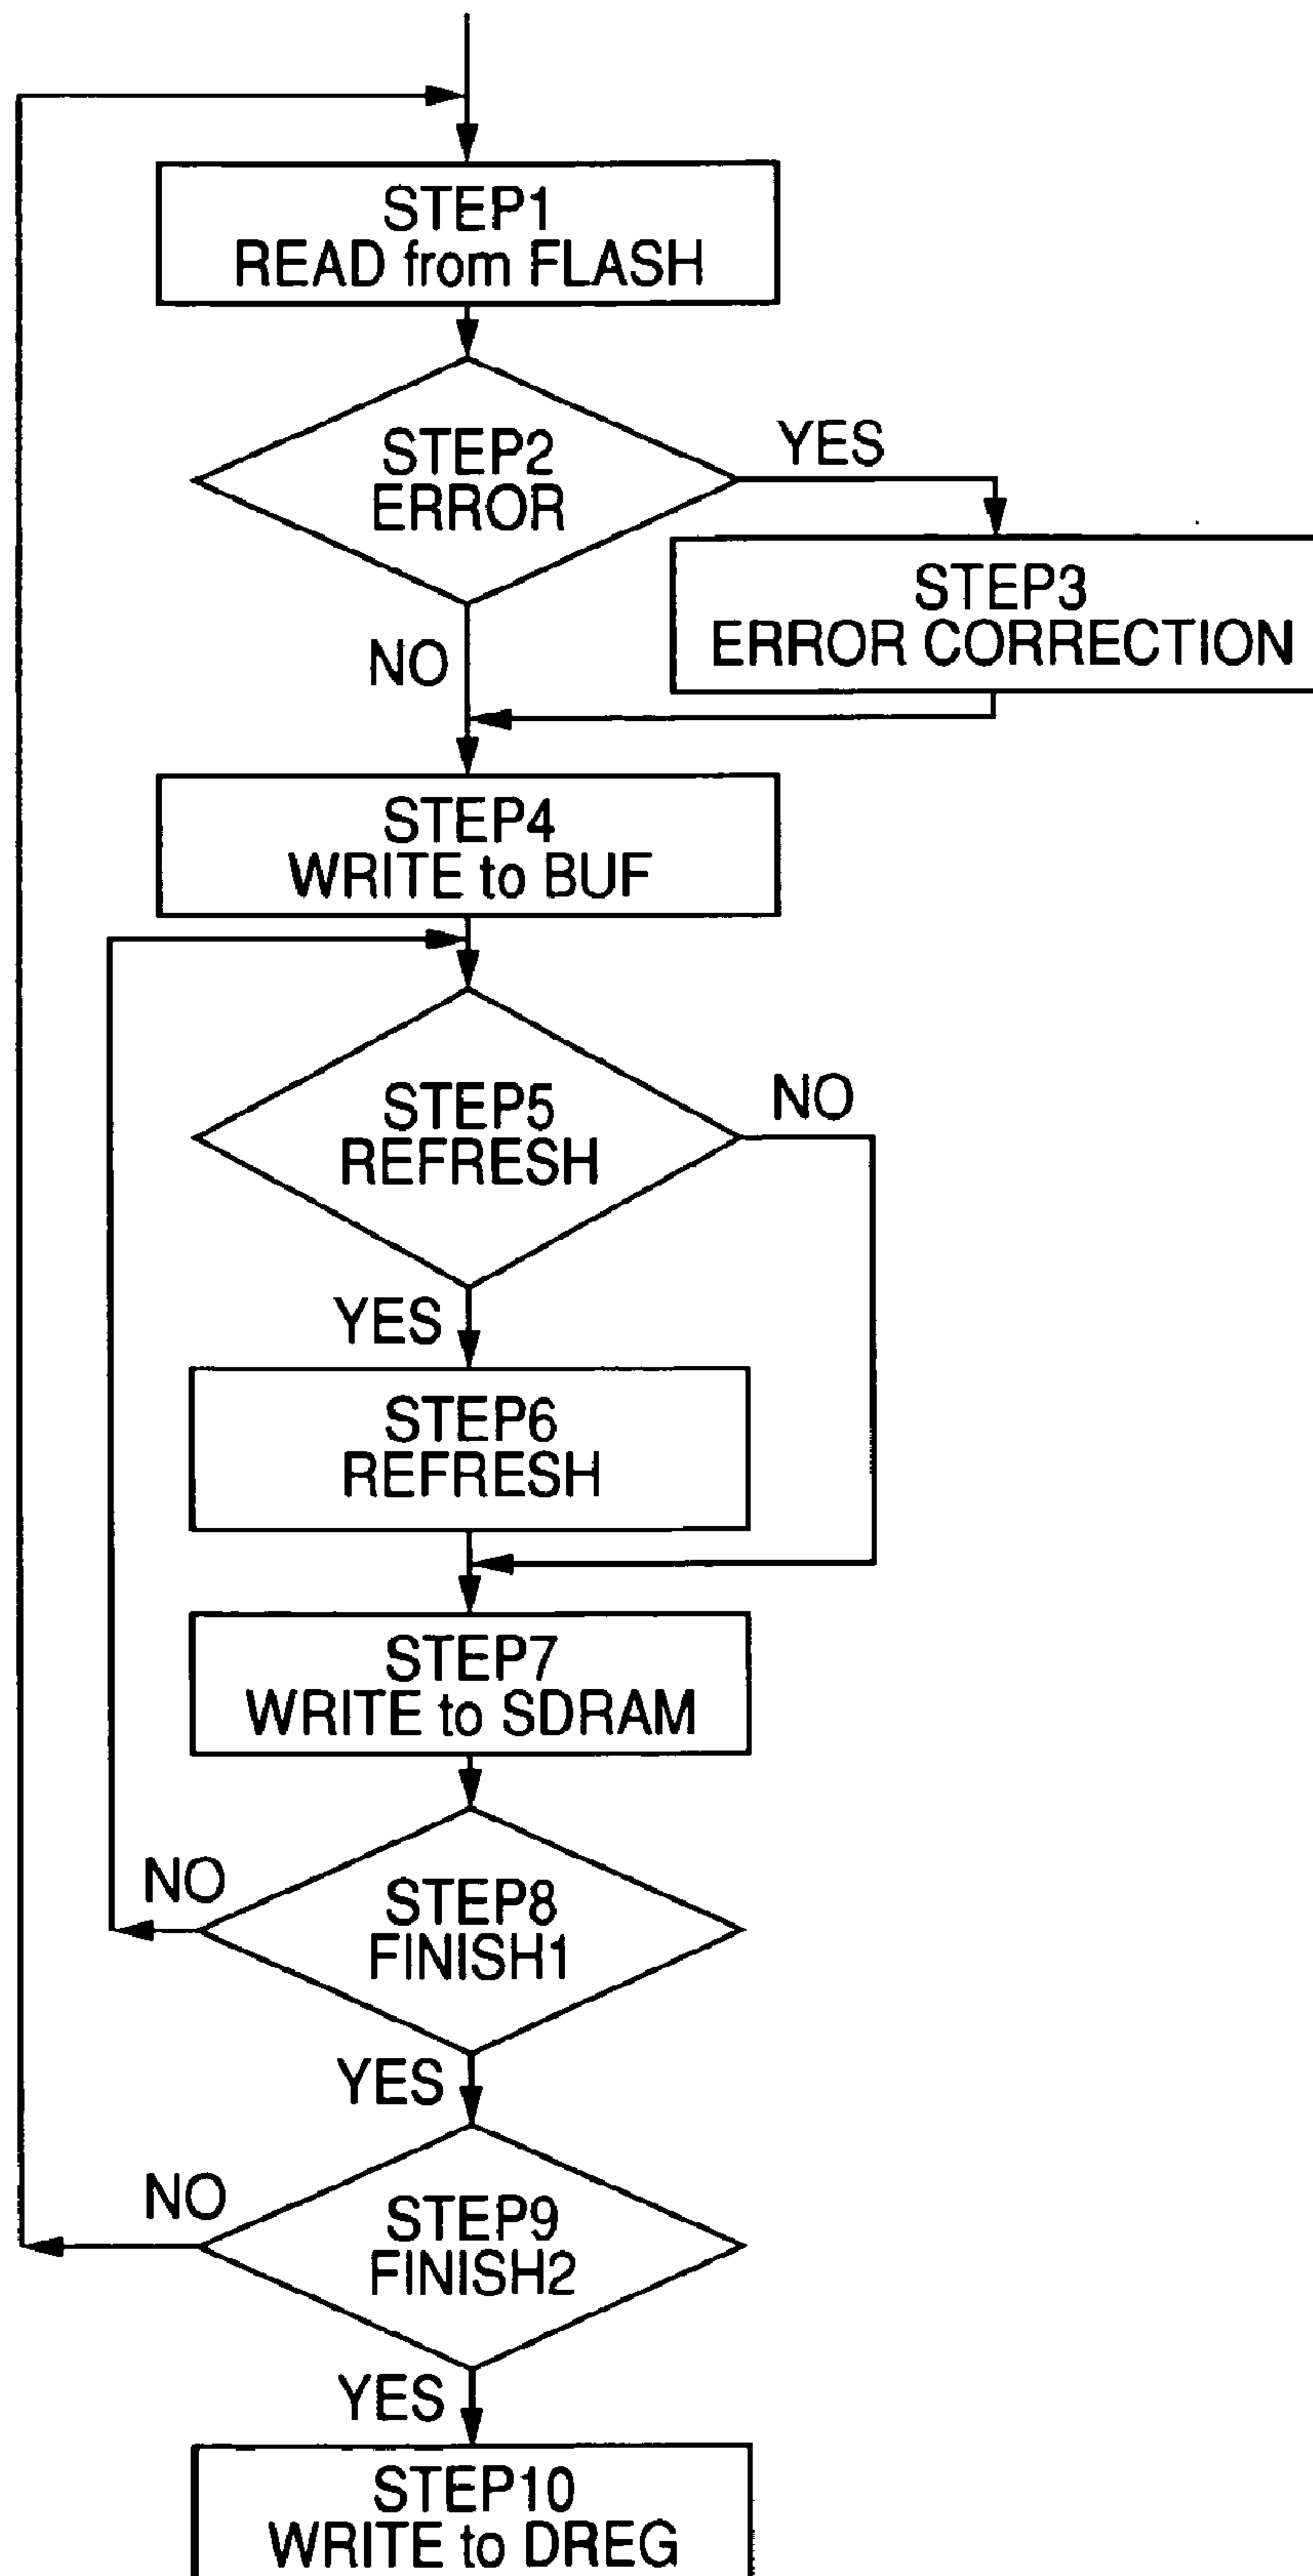 STEP1
READ from FLASH
STEP2
ERROR
YES
STEP3
ERROR CORRECTION
NO
STEP4
WRITE to BUF
STEP5
REFRESH
NO
YES
STEP6
REFRESH
STEP7
WRITE to SDRAM
NO
STEP8
FINISH1
YES
NO
STEP9
FINISH2
YES
STEP10
WRITE to DREG